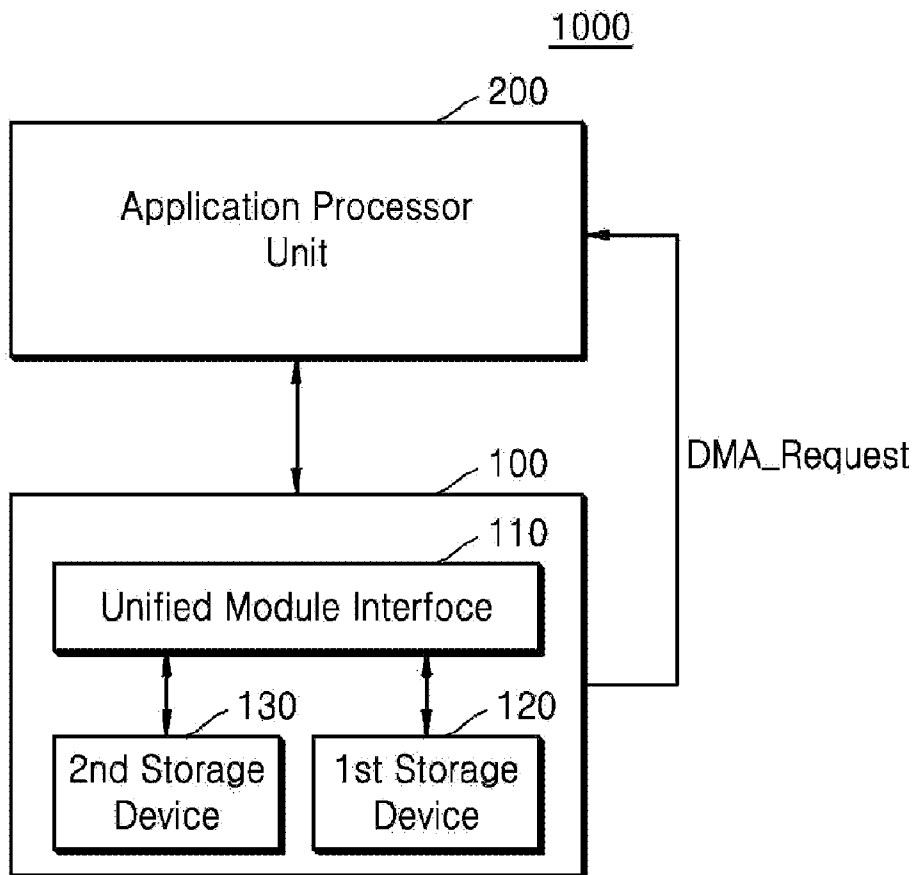 1000
200
Application Processor
Unit
DMA_Request
100
110
Unified Module Interfoce
130
120
2nd Storage
Device
1st Storage
Device